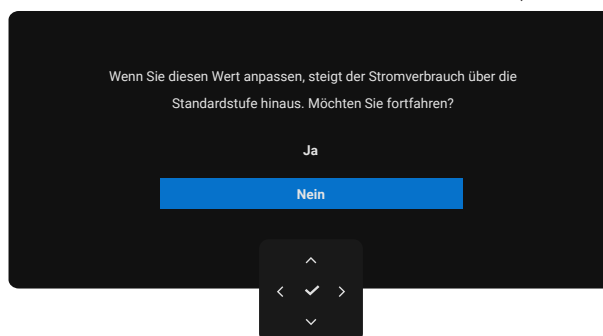 Wenn Sie diesen Wert anpassen, steigt der Stromverbrauch über die
Standardstufe hinaus. Möchten Sie fortfahren?
Ja
Nein